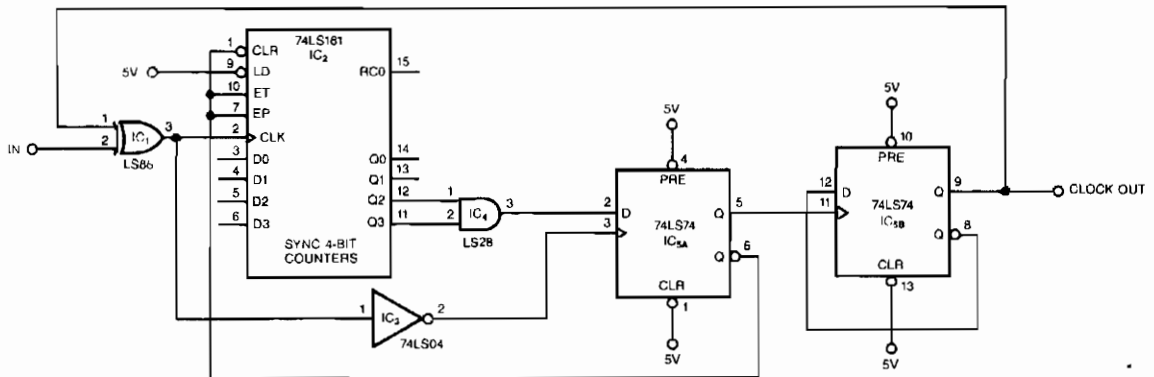 1 CLR
74LS161
IC2
5V
9 LD
RC0 15
10 ET
7 EP
1
2
IC1
3
LS86
IN
2 CLK
3 D0
4 D1
5 D2
6 D3
Q0 14
Q1 13
Q2 12
Q3 11
SYNC 4-BIT
COUNTERS
1
2
IC4
3
LS28
1
IC3
2
74LS04
5V
4
PRE
2 D
3
74LS74
IC5A
Q 5
Q 6
CLR
1
5V
5V
10
PRE
12 D
11
74LS74
IC5B
Q 9
Q 8
CLR
13
5V
CLOCK OUT